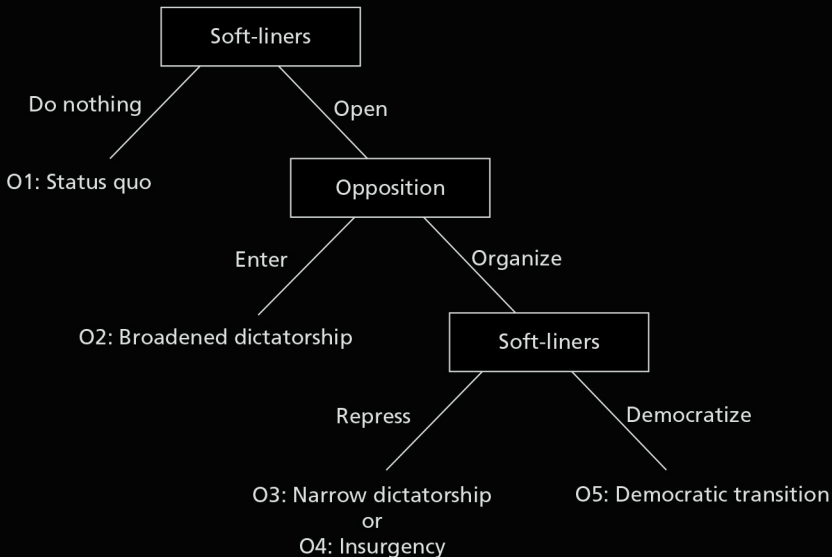 Soft-liners
Do nothing
Open
O1: Status quo
Opposition
Enter
Organize
O2: Broadened dictatorship
Soft-liners
Repress
Democratize
O3: Narrow dictatorship
or
O4: Insurgency
O5: Democratic transition